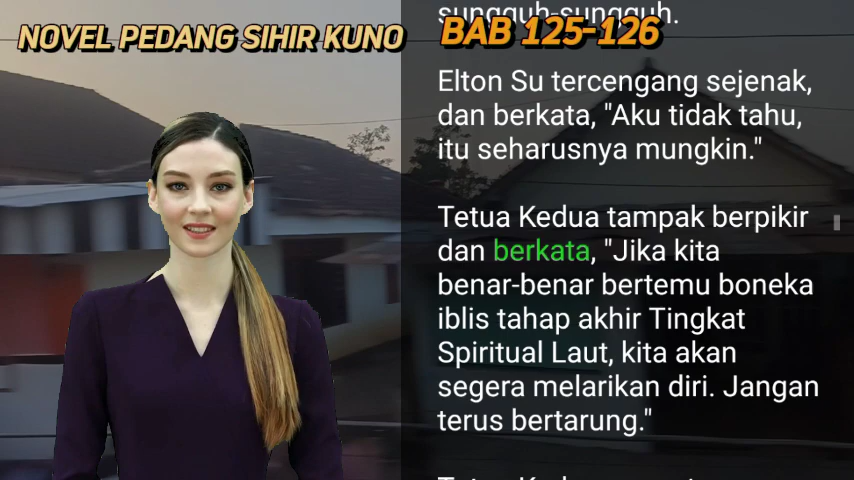 NOVEL PEDANG SIHIR KUNO
BAB 125-126
sungguh-sungguh.
Elton Su tercengang sejenak,
dan berkata, "Aku tidak tahu,
itu seharusnya mungkin."
Tetua Kedua tampak berpikir
dan berkata, "Jika kita
benar-benar bertemu boneka
iblis tahap akhir Tingkat
Spiritual Laut, kita akan
segera melarikan diri. Jangan
terus bertarung."